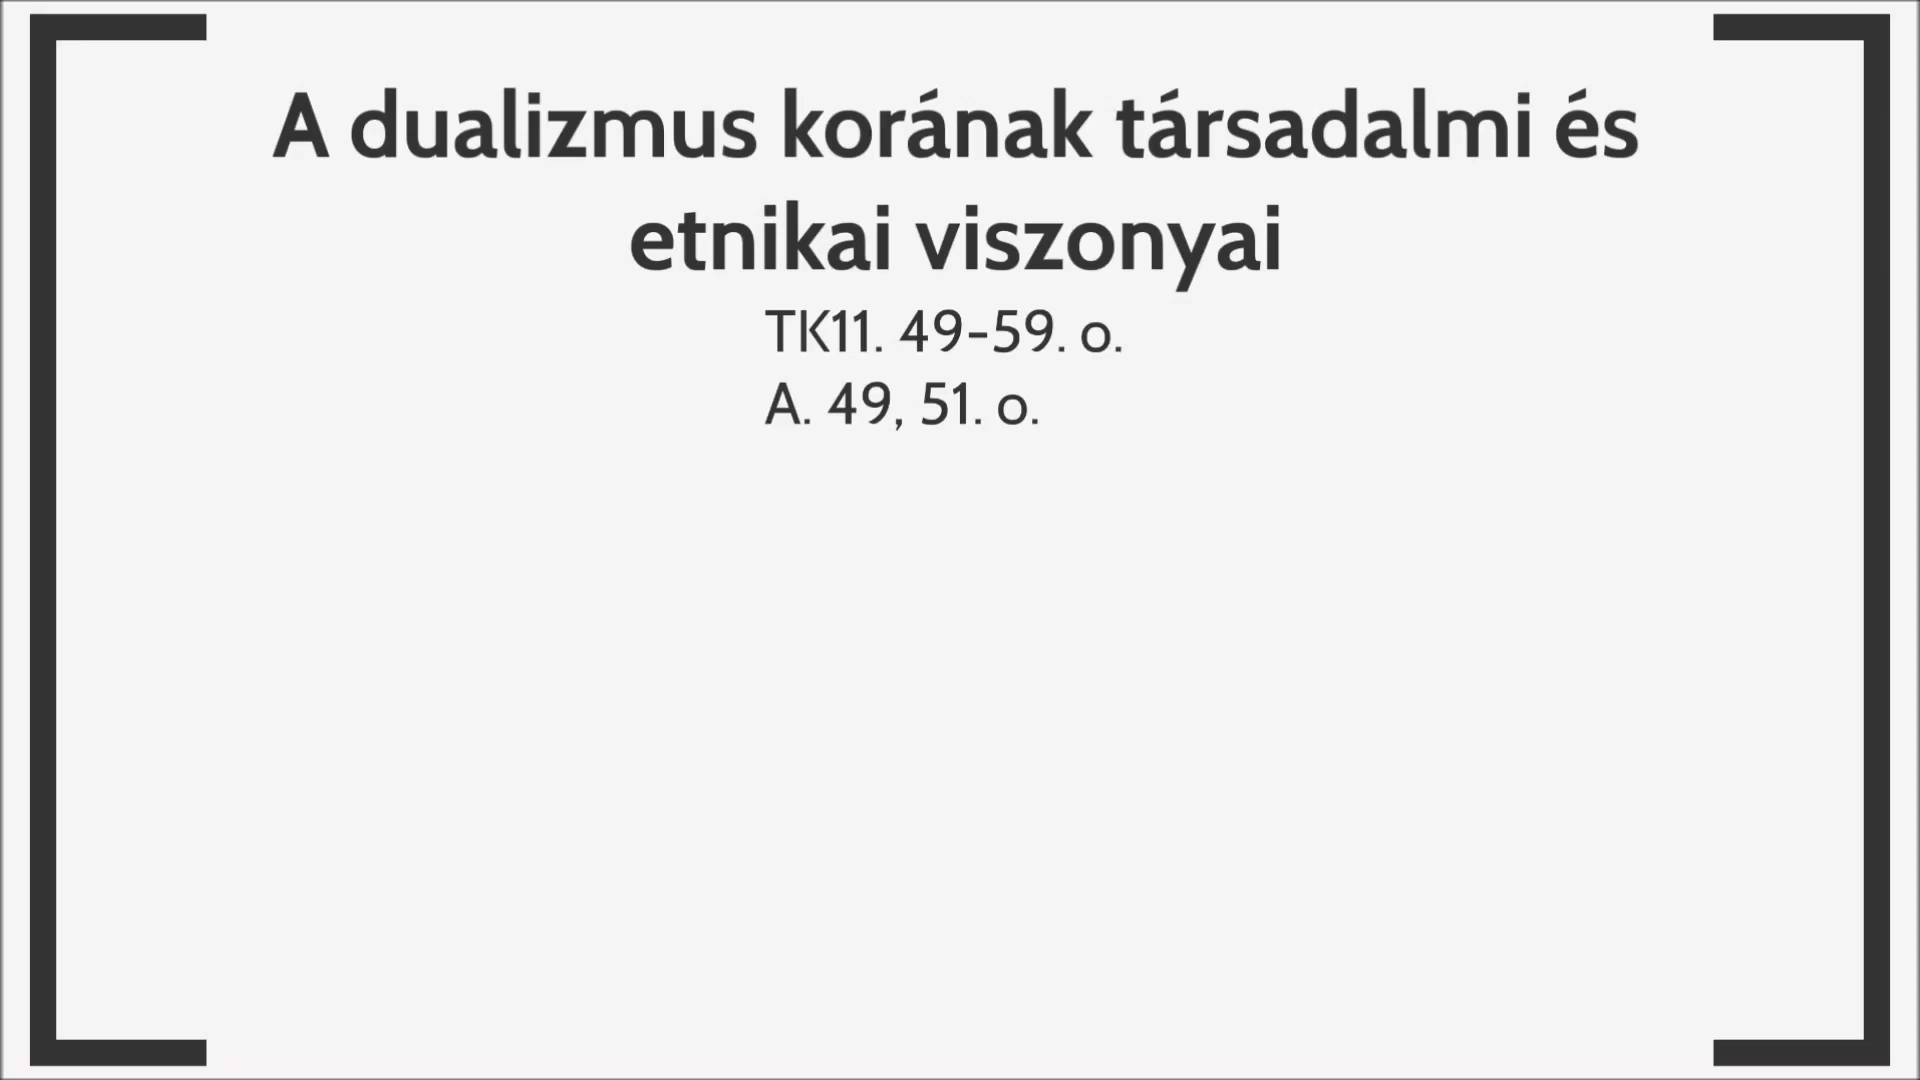 A dualizmus korának társadalmi és
etnikai viszonyai
TK11. 49-59. o.
A. 49, 51. o.